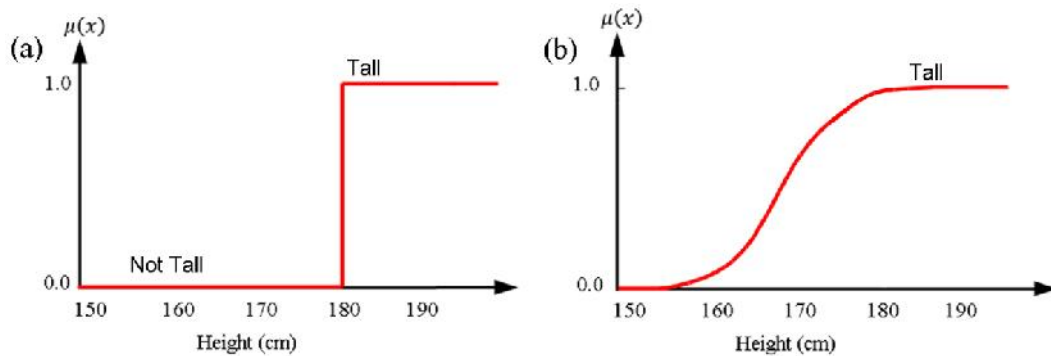 (a)
μ(x)
1.0
Tall
Not Tall
0.0
150 160 170 180 190
Height (cm)
(b)
μ(x)
1.0
Tall
0.0
150 160 170 180 190
Height (cm)